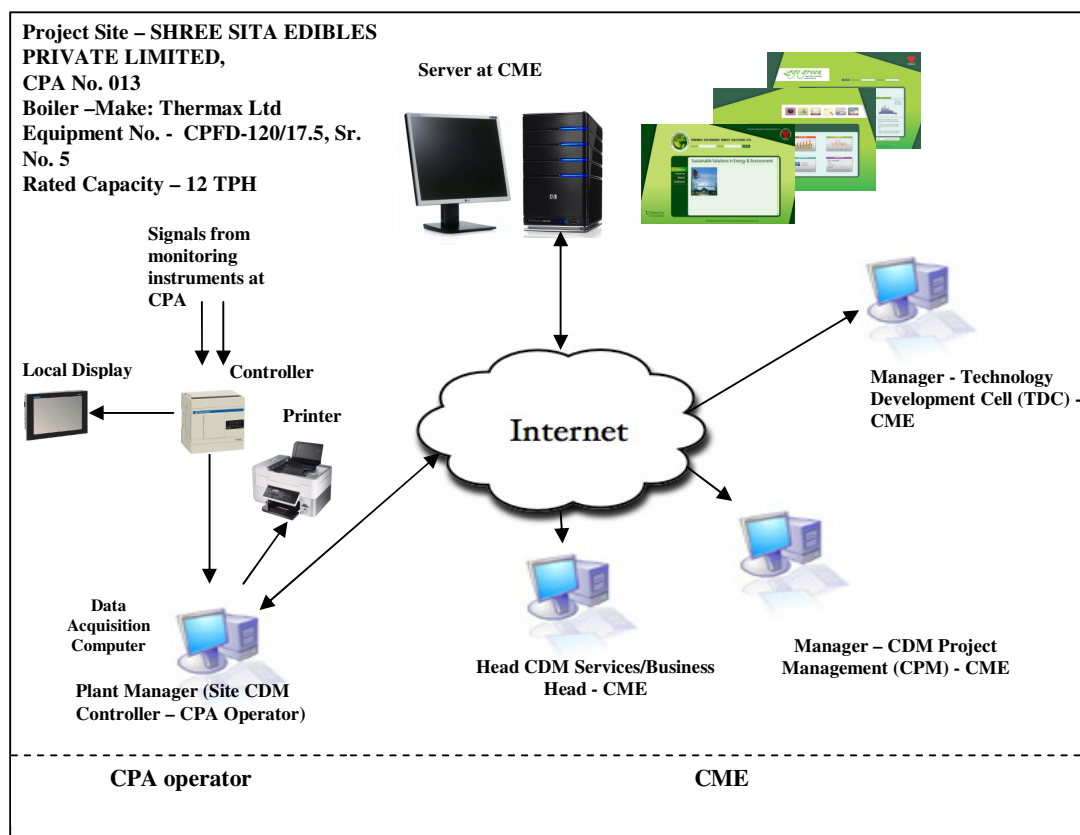 Project Site – SHREE SITA EDIBLES
PRIVATE LIMITED,
CPA No. 013
Boiler –Make: Thermax Ltd
Equipment No. - CPFD-120/17.5, Sr.
No. 5
Rated Capacity – 12 TPH
Server at CME
Sustainable Solutions in Energy & Environment
Signals from
monitoring
instruments at
CPA
Local Display
Controller
Printer
Internet
Manager - Technology
Development Cell (TDC) -
CME
Data
Acquisition
Computer
Plant Manager (Site CDM
Controller – CPA Operator)
Head CDM Services/Business
Head - CME
Manager – CDM Project
Management (CPM) - CME
CPA operator
CME